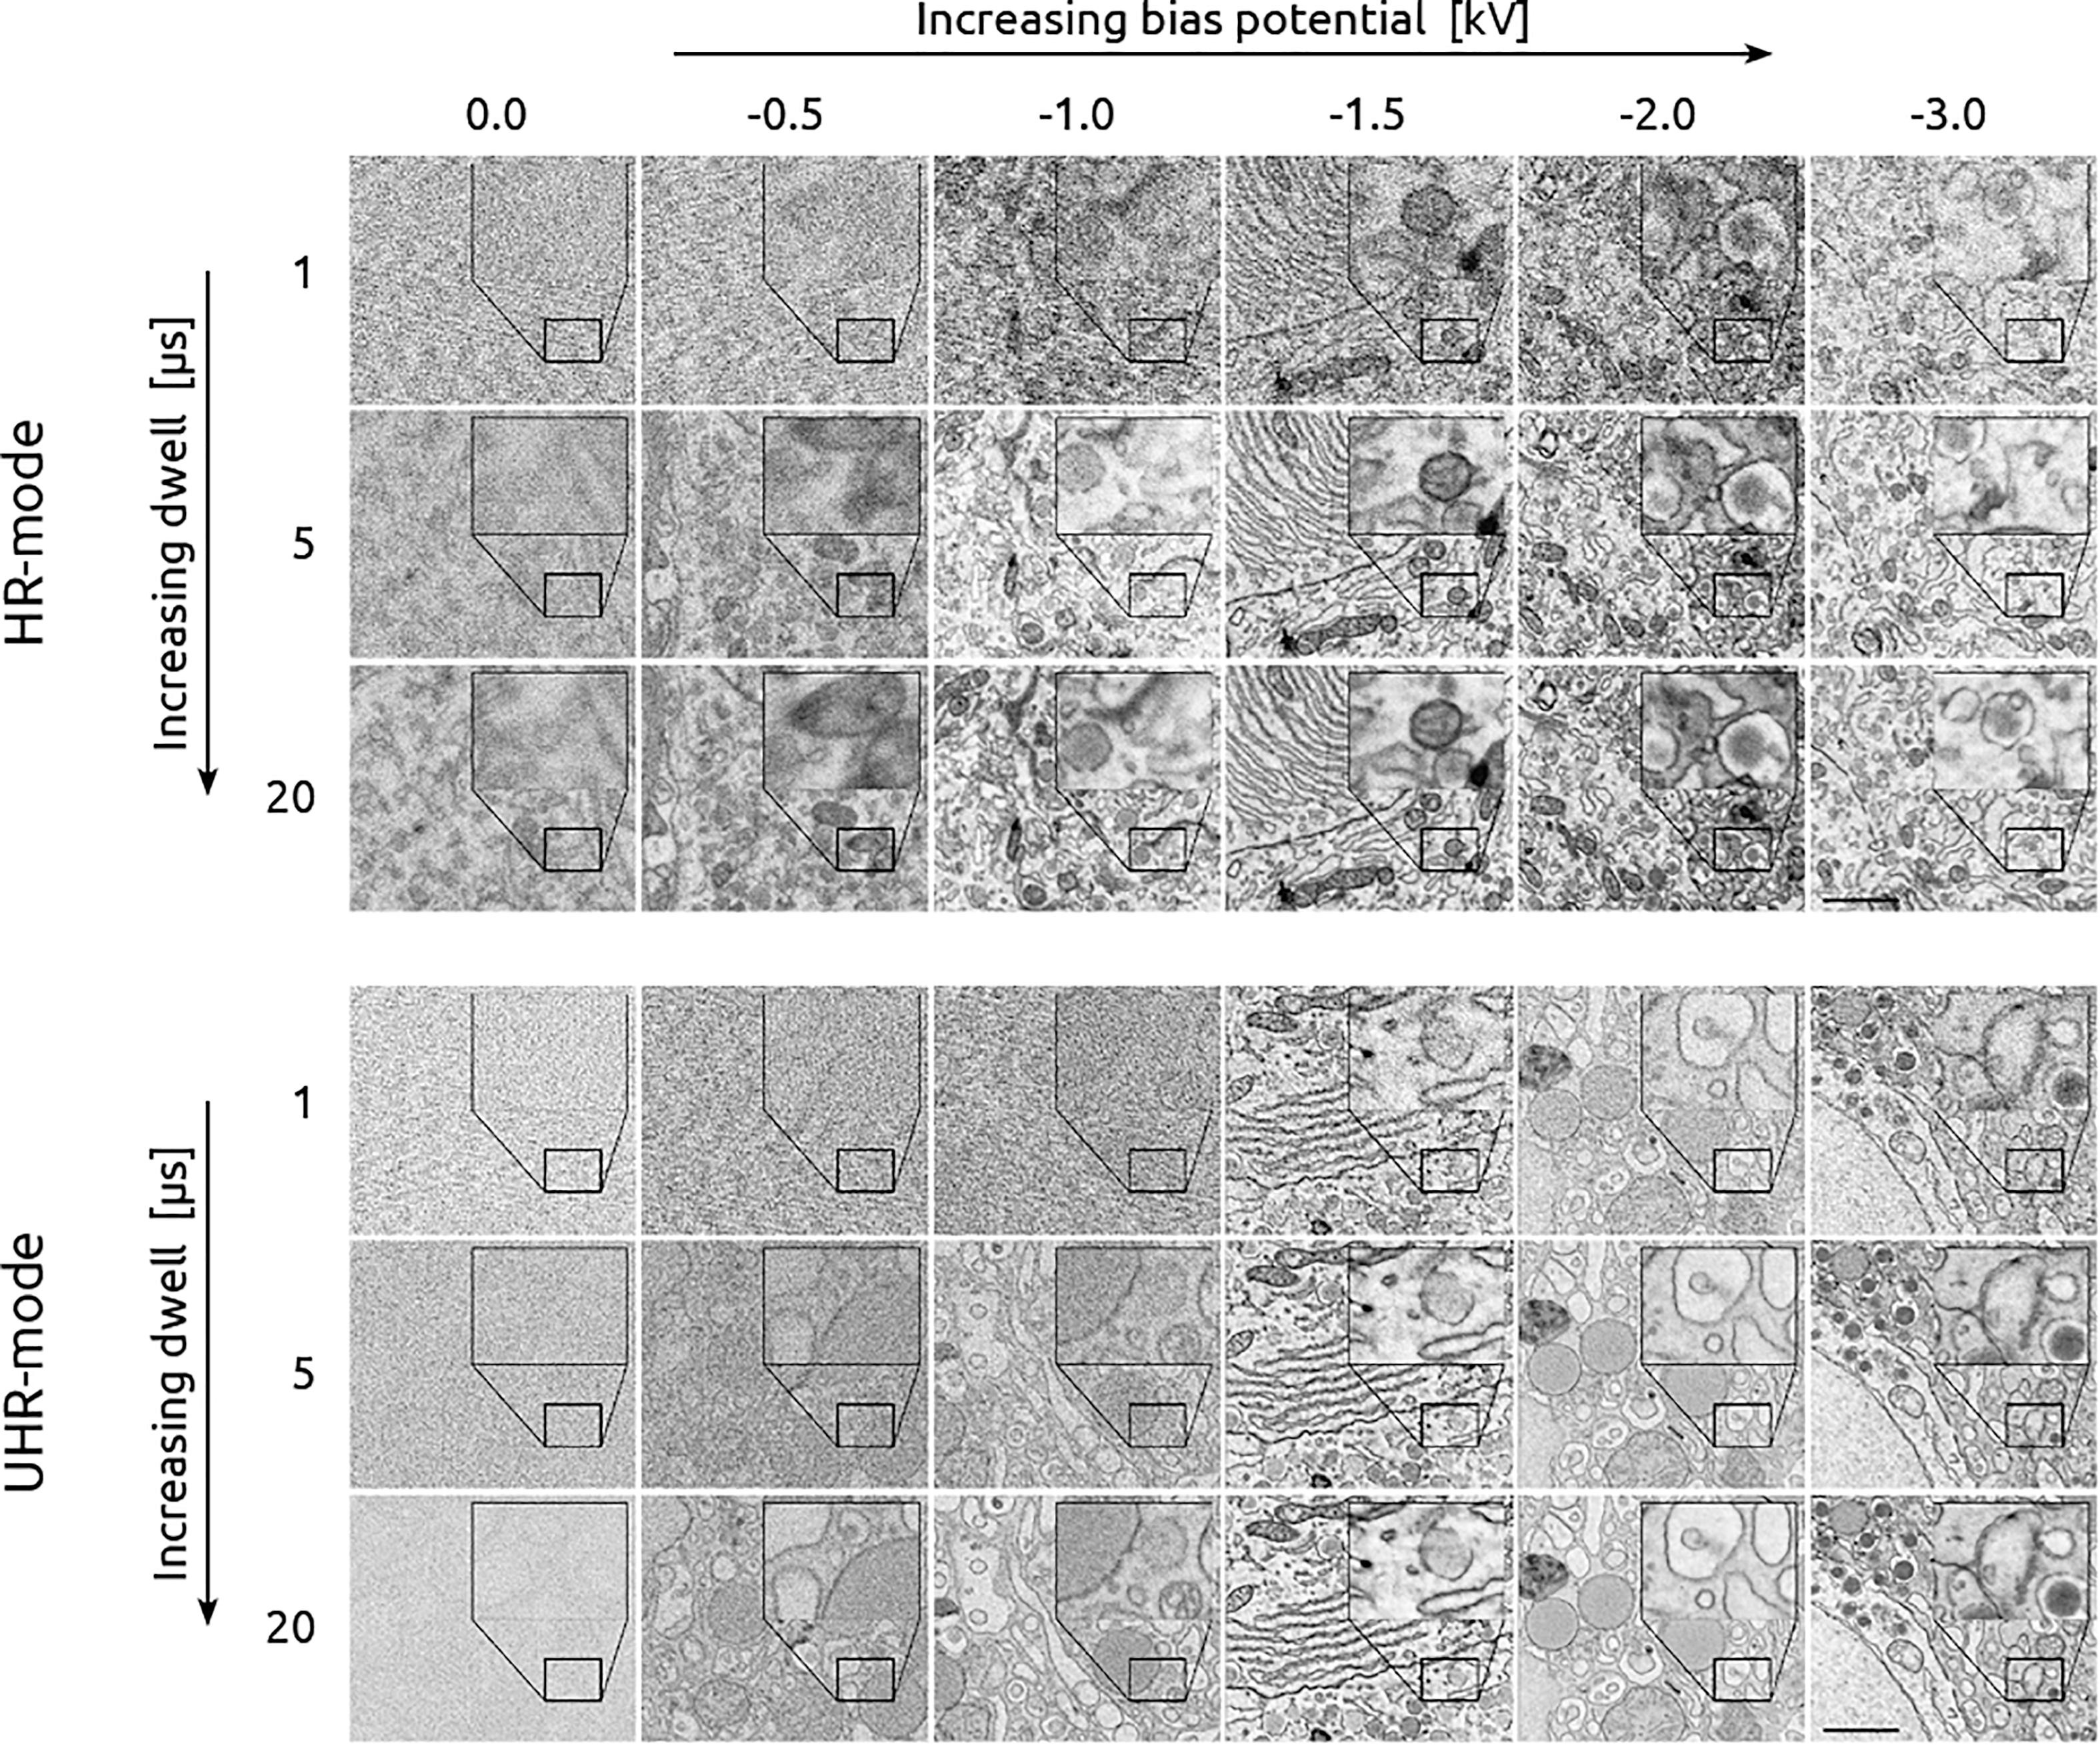 Increasing bias potential [kV]
0.0 -0.5 -1.0 -1.5 -2.0 -3.0
HR-mode
Increasing dwell [µs]
1
5
20
UHR-mode
Increasing dwell [µs]
1
5
20